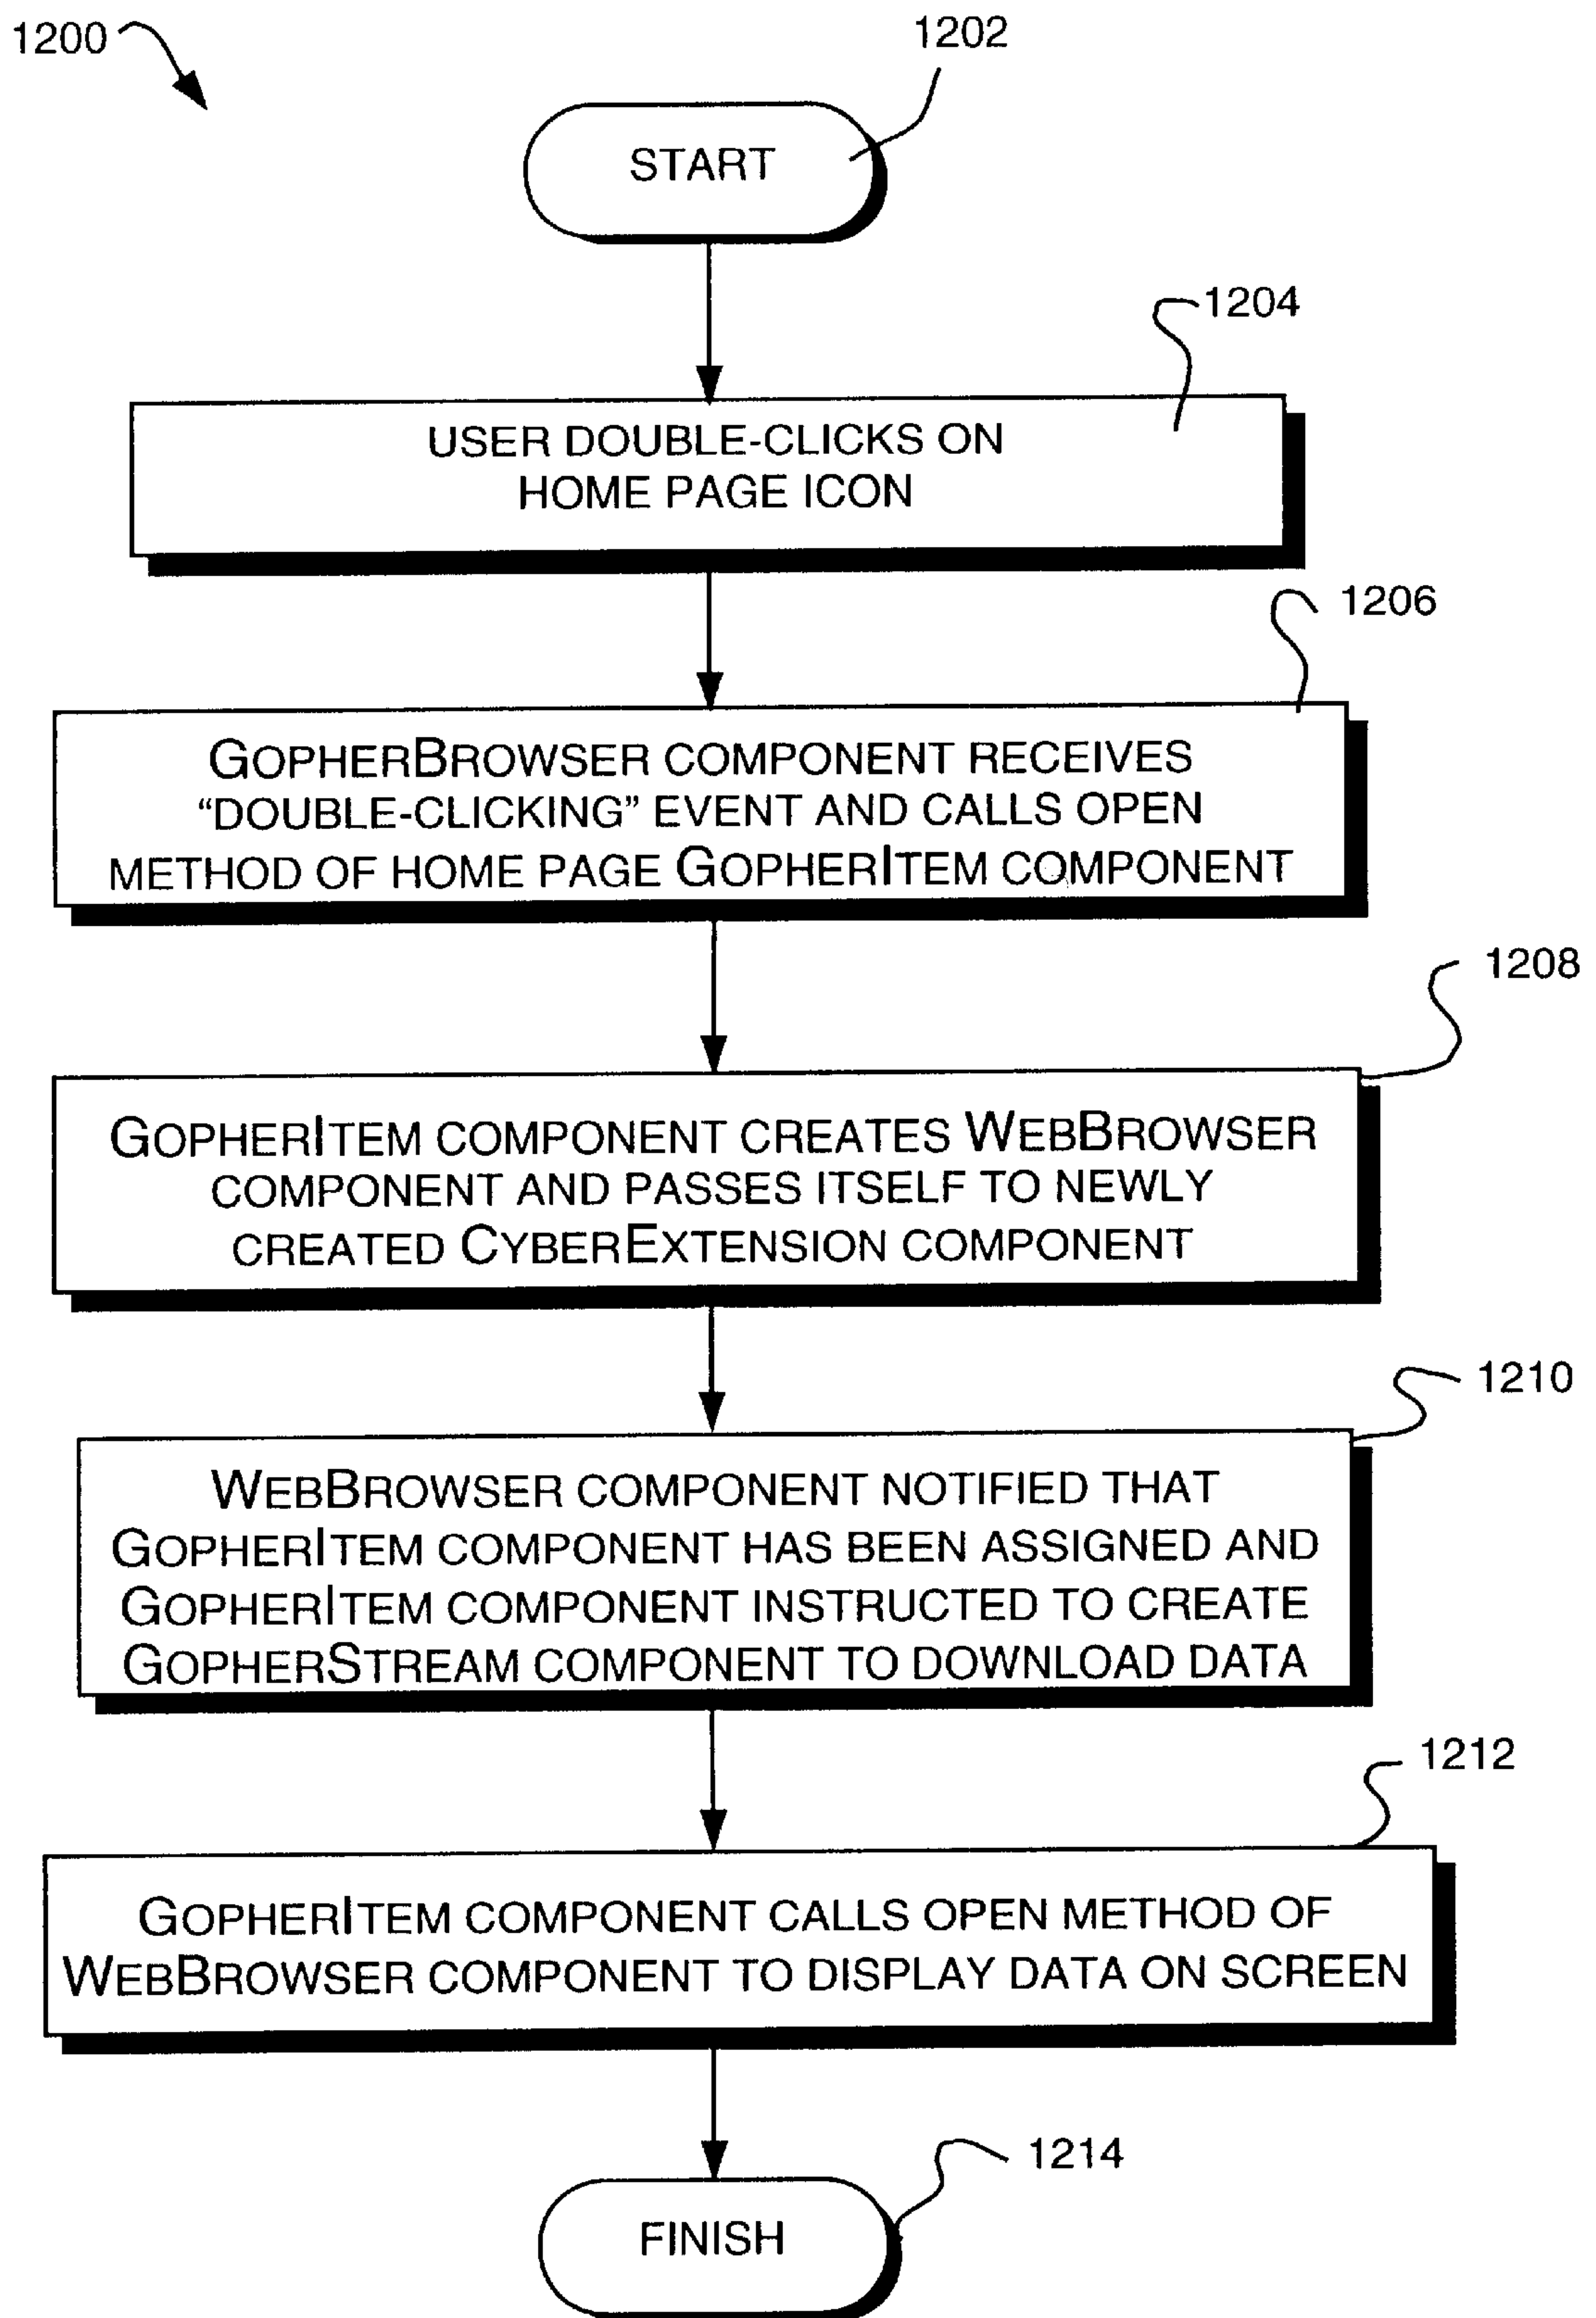 1200
1202
START
1204
USER DOUBLE-CLICKS ON
HOME PAGE ICON
1206
GOPHERBROWSER COMPONENT RECEIVES
“DOUBLE-CLICKING” EVENT AND CALLS OPEN
METHOD OF HOME PAGE GOPHERITEM COMPONENT
1208
GOPHERITEM COMPONENT CREATES WEBBROWSER
COMPONENT AND PASSES ITSELF TO NEWLY
CREATED CYBEREXTENSION COMPONENT
1210
WEBBROWSER COMPONENT NOTIFIED THAT
GOPHERITEM COMPONENT HAS BEEN ASSIGNED AND
GOPHERITEM COMPONENT INSTRUCTED TO CREATE
GOPHERSTREAM COMPONENT TO DOWNLOAD DATA
1212
GOPHERITEM COMPONENT CALLS OPEN METHOD OF
WEBBROWSER COMPONENT TO DISPLAY DATA ON SCREEN
1214
FINISH